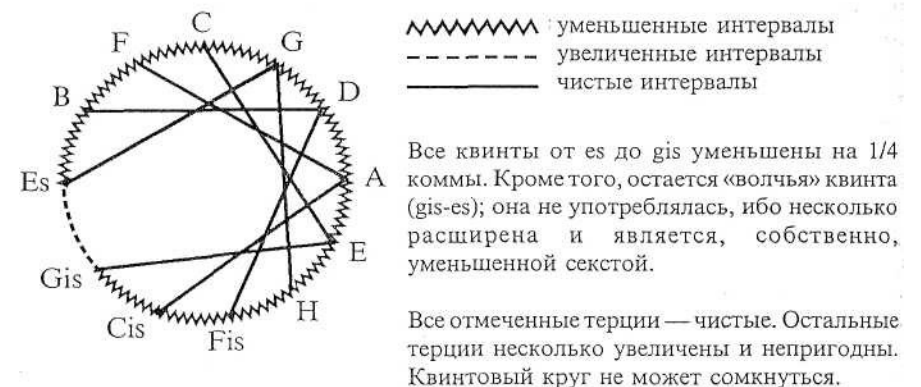 C
F
G
B
D
Es
A
Gis
E
Cis
H
Fis
уменьшенные интервалы
увеличенные интервалы
чистые интервалы
Все квинты от es до gis уменьшены на 1/4
коммы. Кроме того, остается «волчья» квинта
(gis-es); она не употреблялась, ибо несколько
расширена и является, собственно,
уменьшенной секстой.
Все отмеченные терции — чистые. Остальные
терции несколько увеличены и непригодны.
Квинтовый круг не может сомкнуться.